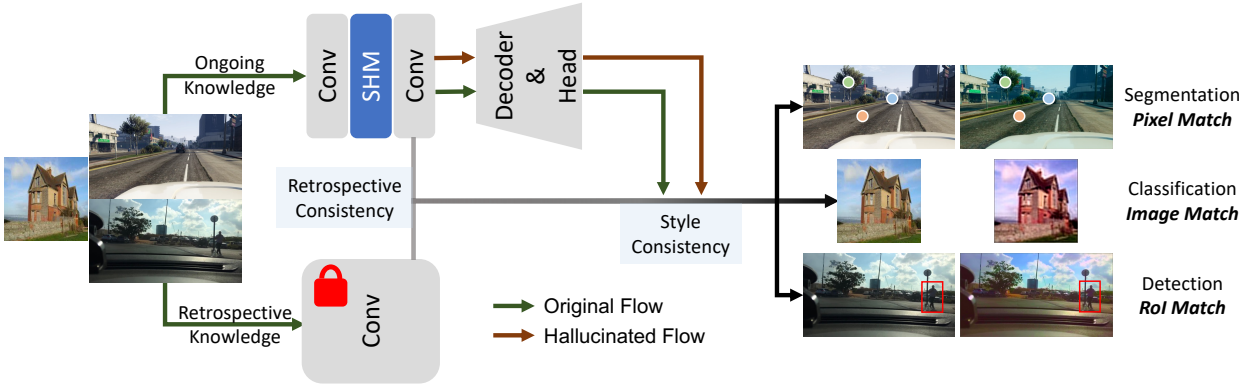 Ongoing
Knowledge
Conv
SHM
Conv
Decoder
&
Head
Retrospective
Consistency
Style
Consistency
Retrospective
Knowledge
Conv
Original Flow
Hallucinated Flow
Segmentation
Pixel Match
Classification
Image Match
Detection
RoI Match